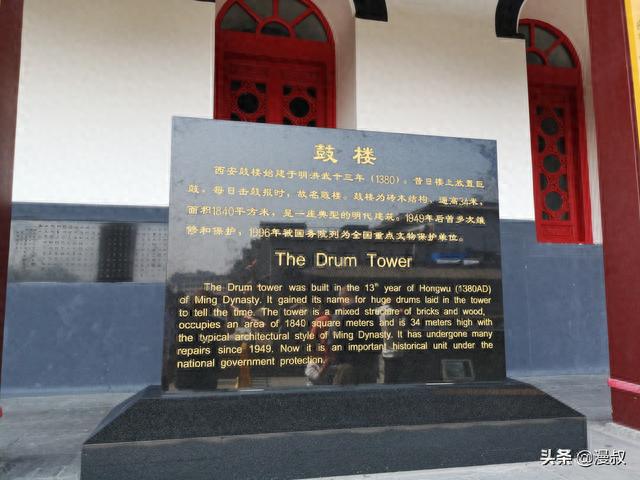 鼓楼
西安鼓楼始建于明洪武十三年（1380）。昔日楼上放置巨
鼓，每日击鼓报时，故名鼓楼。鼓楼为砖木结构，通高34米，
面积1840平方米，是一座典型的明代建筑。1949年后曾多次维
修和保护，1996年被国务院列为全国重点文物保护单位。
The Drum Tower
The Drum tower was built in the 13th year of Hongwu (1380AD)
of Ming Dynasty. It gained its name for huge drums laid in the tower
to tell the time. The tower is a mixed structure of bricks and wood,
occupies an area of 1840 square meters and is 34 meters high with
the typical architectural style of Ming Dynasty. It has undergone many
repairs since 1949. Now it is an important historical unit under the
national government protection.
头条 @漫叔